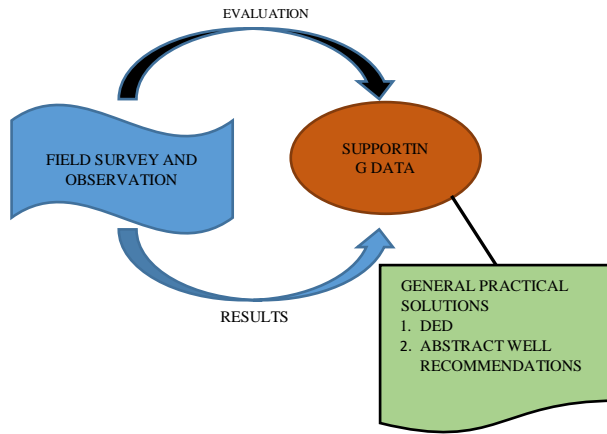 EVALUATION
FIELD SURVEY AND
OBSERVATION
SUPPORTIN
G DATA
RESULTS
GENERAL PRACTICAL
SOLUTIONS
1. DED
2. ABSTRACT WELL
RECOMMENDATIONS